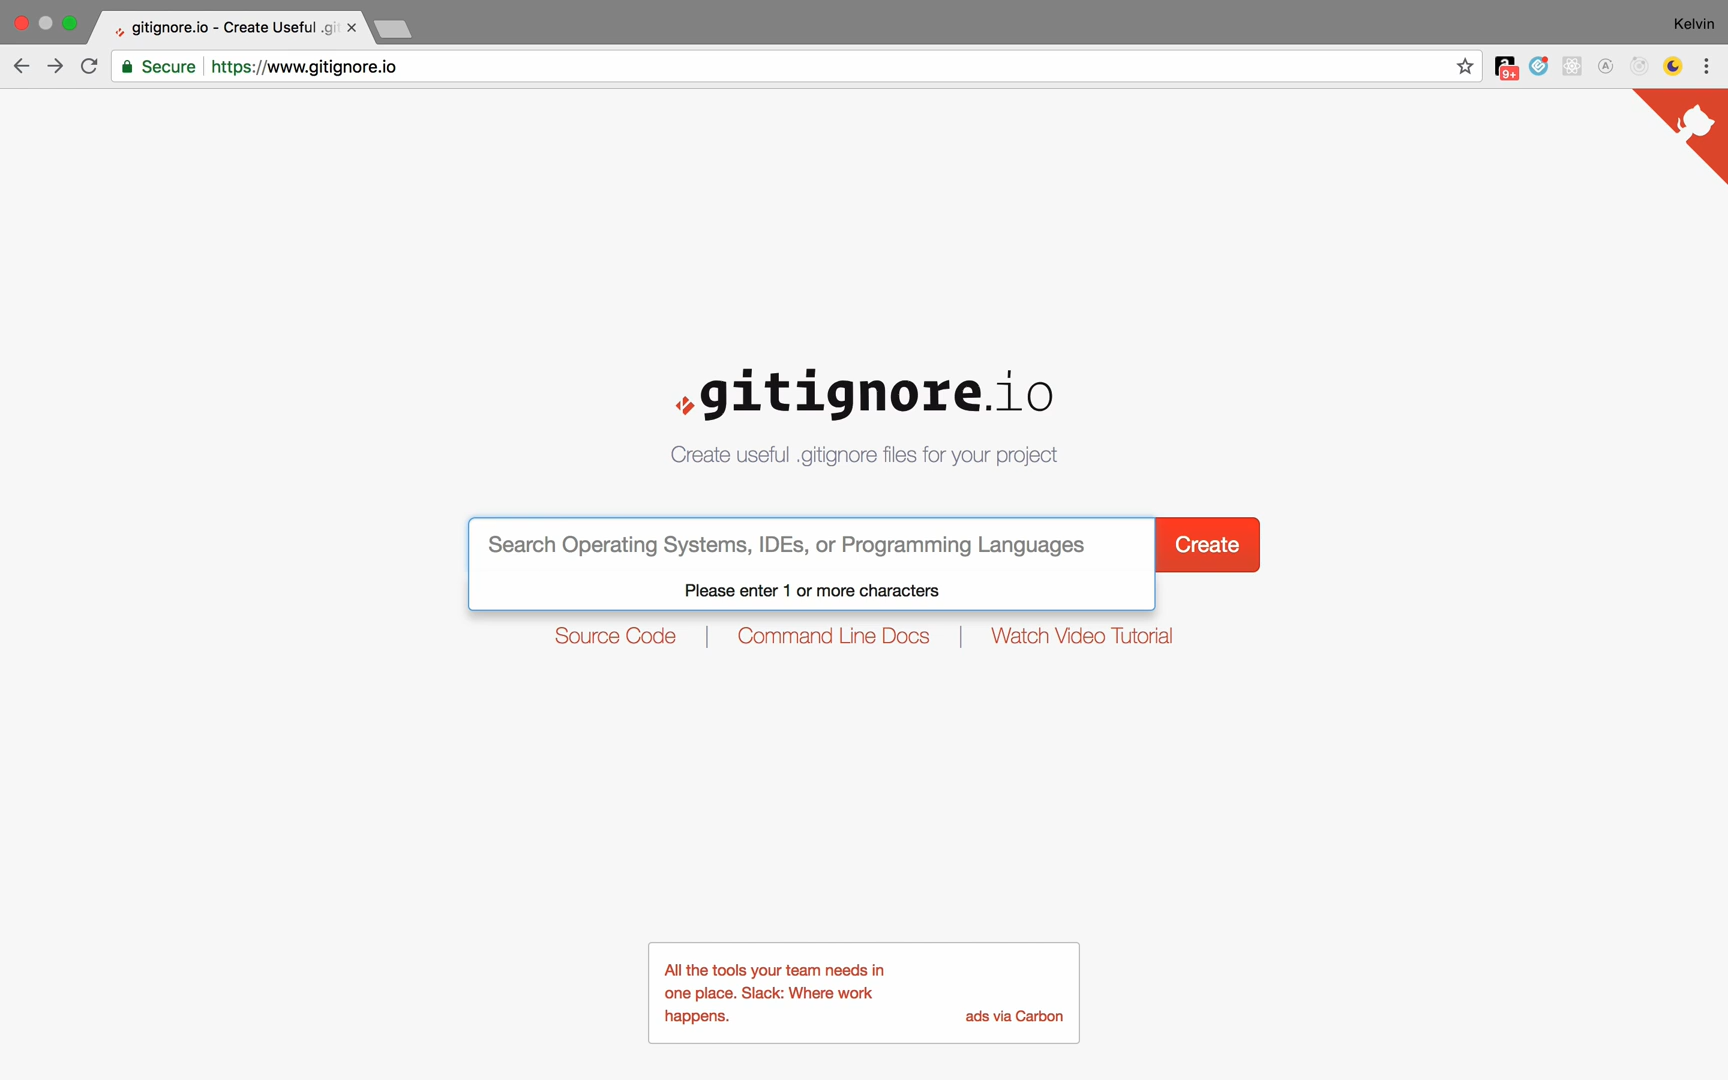 gitignore.io - Create Useful .gi
Kelvin
Secure https://www.gitignore.io
9+
.gitignore.io
Create useful .gitignore files for your project
Search Operating Systems, IDEs, or Programming Languages
Create
Please enter 1 or more characters
Source Code | Command Line Docs | Watch Video Tutorial
All the tools your team needs in
one place. Slack: Where work
happens.
ads via Carbon